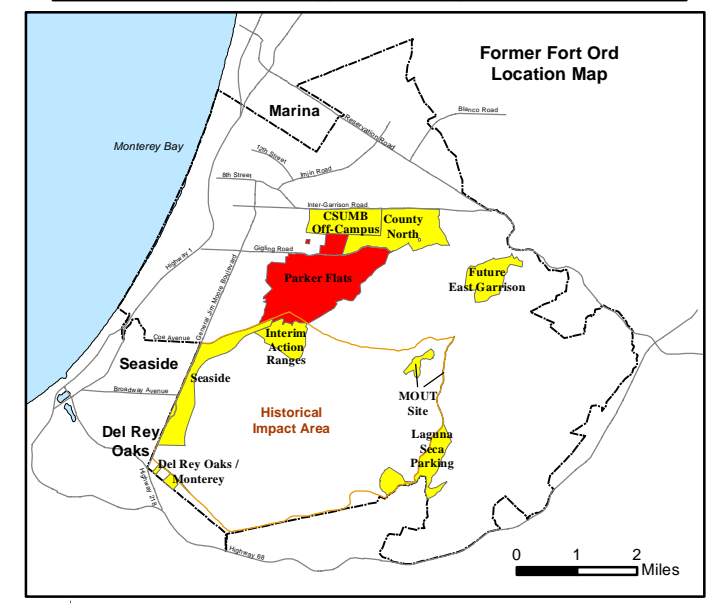 Former Fort Ord
Location Map
Marina
Blanco Road
Reservation Road
Monterey Bay
12th Street
Imjin Road
8th Street
Inter-Garrison Road
CSUMB
Off-Campus
County
North
Gigling Road
Highway 1
General Jim Moore Boulevard
Parker Flats
Future
East Garrison
Coe Avenue
Interim
Action
Ranges
Seaside
Seaside
Broadway Avenue
MOUT
Site
Historical
Impact Area
Del Rey
Oaks
Laguna
Seca
Parking
Del Rey Oaks /
Monterey
Highway 218
Highway 68
0 1 2
Miles